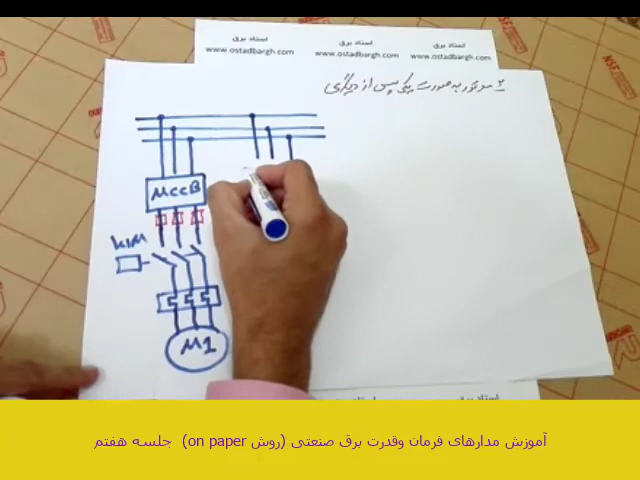 استاد برق
استاد برق
استاد برق
www.ostadbargh.com
www.ostadbargh.com
www.ostadbargh.com
۲ موتور به صورت یکی پس از دیگری
MCCB
K1M
M1
آموزش مدارهای فرمان وقدرت برق صنعتی (روش on paper) جلسه هفتم